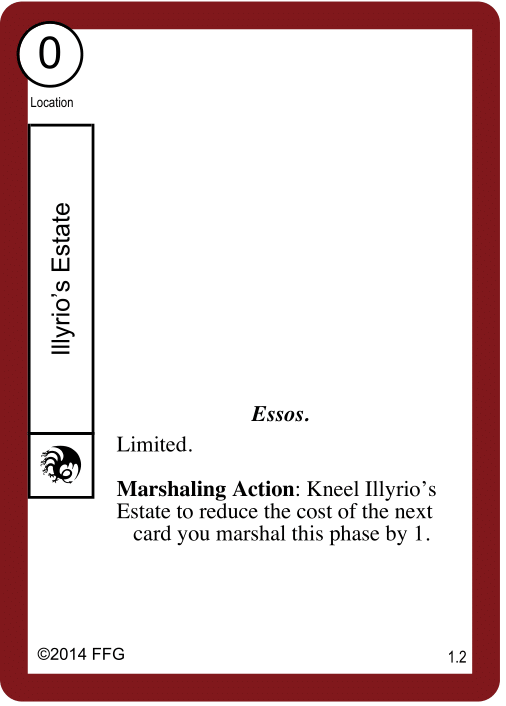 0
Location
Illyrio’s Estate
Essos.
Limited.
Marshaling Action: Kneel Illyrio’s
Estate to reduce the cost of the next
card you marshal this phase by 1.
©2014 FFG
1.2